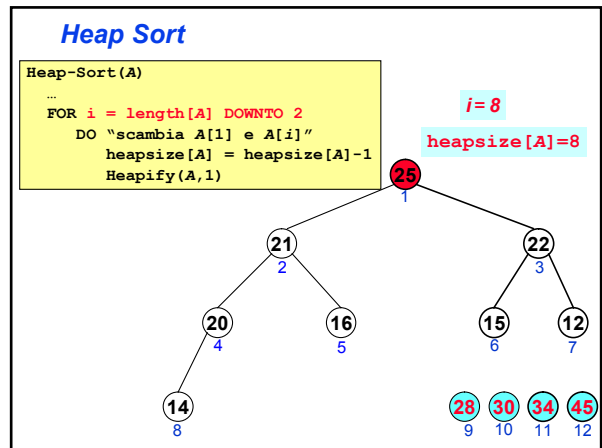 Heap Sort
Heap-Sort(A)
…
FOR i = length[A] DOWNTO 2
DO “scambia A[1] e A[i]”
heapsize[A] = heapsize[A]-1
Heapify(A,1)
i = 8
heapsize[A]=8
25
1
21
2
22
3
20
4
16
5
15
6
12
7
14
8
28 30 34 45
9 10 11 12